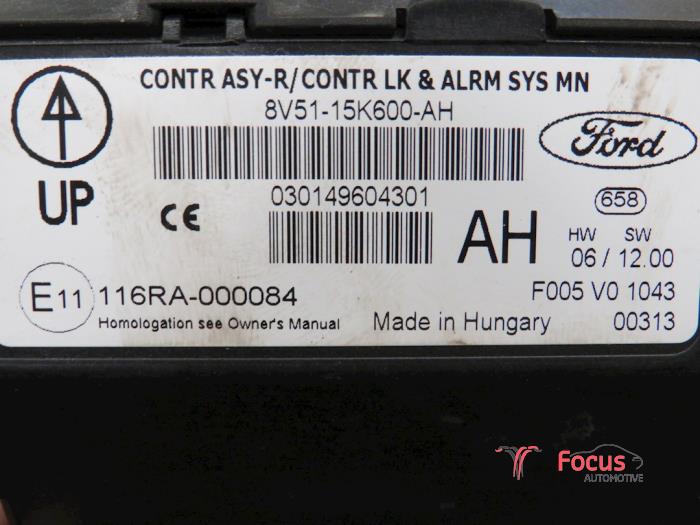 CONTR ASY-R/CONTR LK & ALRM SYS MN
8V51-15K600-AH
Ford
UP
CE
030149604301
AH
658
HW SW
06 / 12.00
E11 116RA-000084
F005 V0 1043
Homologation see Owner's Manual
Made in Hungary
00313
Focus
AUTOMOTIVE